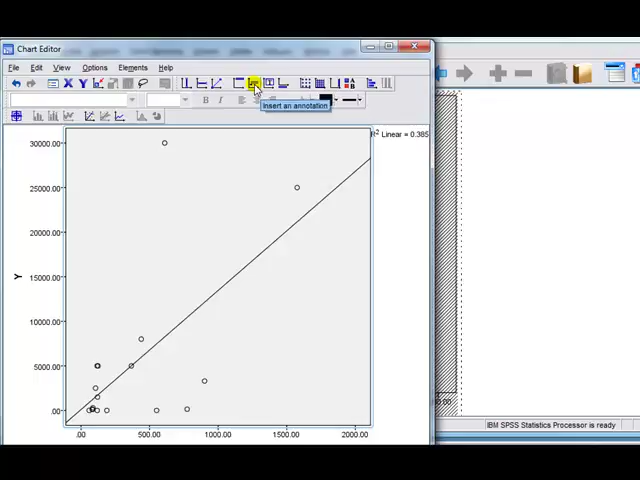 Chart Editor
File Edit View Options Elements Help
X Y
B I
Insert an annotation
R² Linear = 0.385
30000.00
25000.00
20000.00
Y
15000.00
10000.00
5000.00
.00
.00 500.00 1000.00 1500.00 2000.00
IBM SPSS Statistics Processor is ready